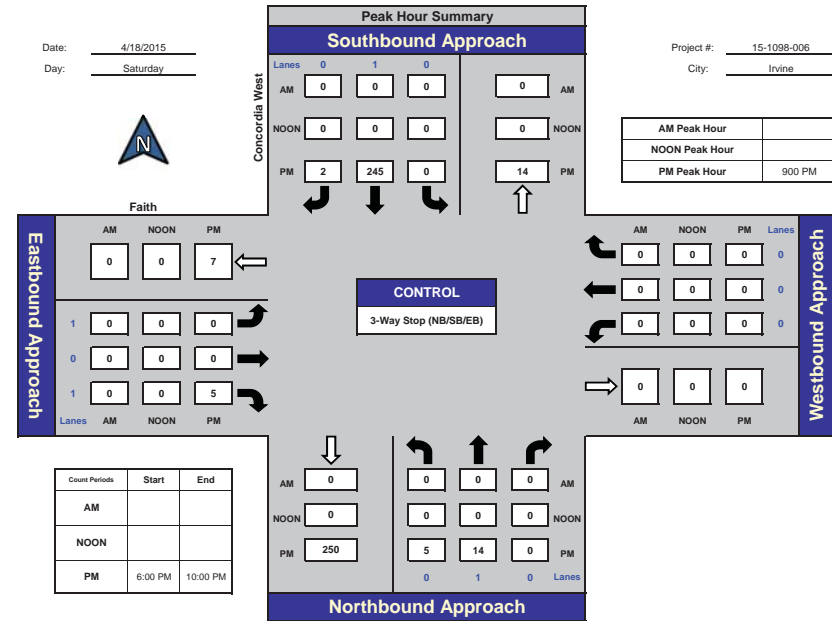 Peak Hour Summary
Southbound Approach
Date: 4/18/2015
Day: Saturday
Project #: 15-1098-006
City: Irvine
N
Concordia West
Lanes 0 1 0
AM 0 0 0 0 AM
NOON 0 0 0 0 NOON
PM 2 245 0 14 PM
AM Peak Hour
NOON Peak Hour
PM Peak Hour 900 PM
Faith
Eastbound Approach
AM NOON PM
0 0 7
1 0 0 0
0 0 0 0
1 0 0 5
Lanes AM NOON PM
CONTROL
3-Way Stop (NB/SB/EB)
AM NOON PM Lanes
0 0 0 0
0 0 0 0
0 0 0 0
0 0 0
AM NOON PM
Westbound Approach
Count Periods Start End
AM
NOON
PM 6:00 PM 10:00 PM
AM 0 0 0 0 AM
NOON 0 0 0 0 NOON
PM 250 5 14 0 PM
0 1 0 Lanes
Northbound Approach